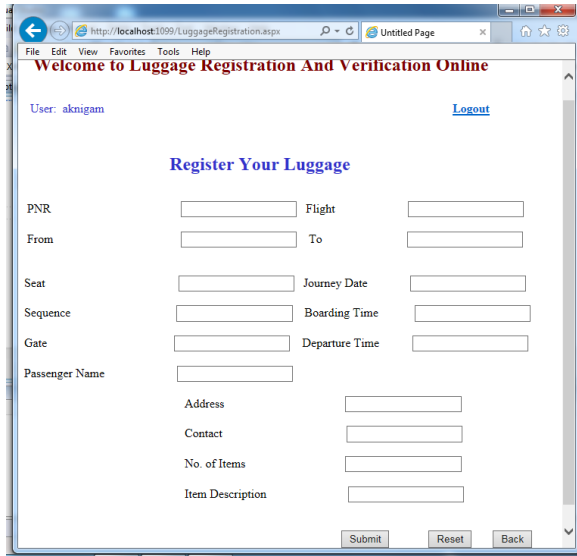 http://localhost:1099/LuggageRegistration.aspx
Untitled Page
File Edit View Favorites Tools Help
Welcome to Luggage Registration And Verification Online
User: aknigam Logout
Register Your Luggage
PNR Flight
From To
Seat Journey Date
Sequence Boarding Time
Gate Departure Time
Passenger Name
Address
Contact
No. of Items
Item Description
Submit Reset Back